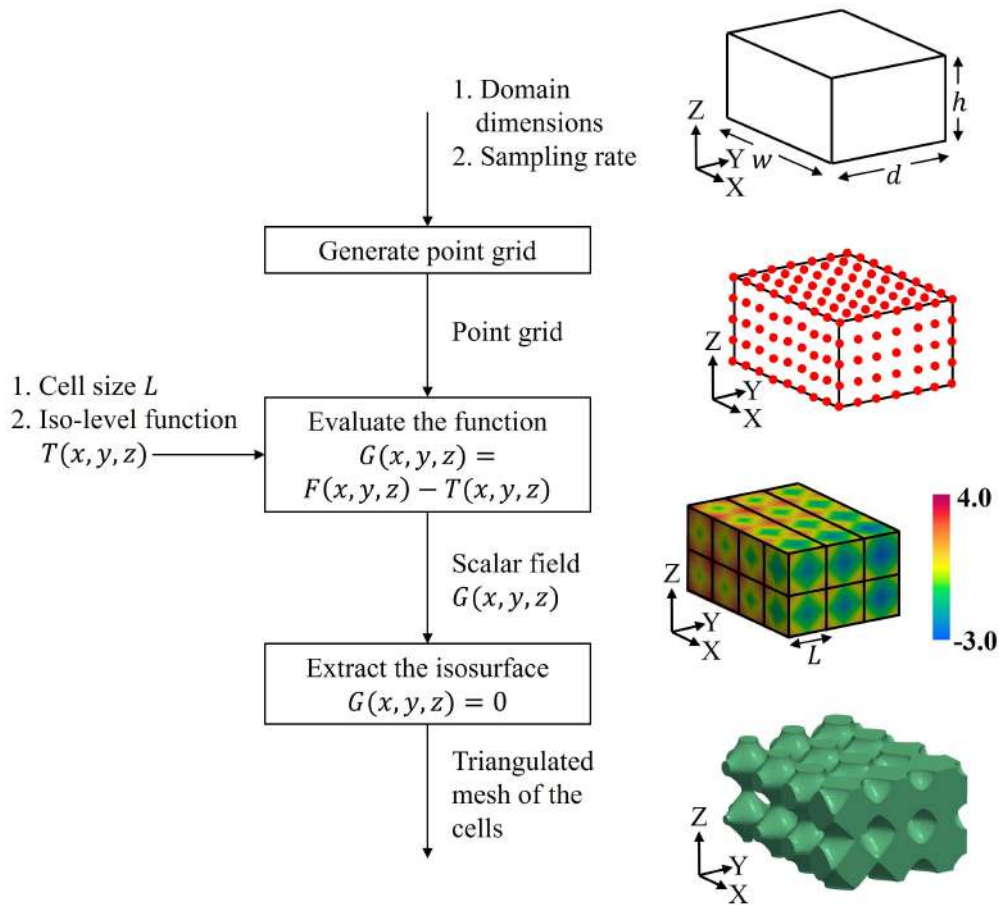 1. Domain
dimensions
2. Sampling rate
Generate point grid
Point grid
1. Cell size L
2. Iso-level function
T(x, y, z)
Evaluate the function
G(x, y, z) =
F(x, y, z) − T(x, y, z)
Scalar field
G(x, y, z)
Extract the isosurface
G(x, y, z) = 0
Triangulated
mesh of the
cells
Z
Y
X
w
d
h
Z
Y
X
Z
Y
X
L
4.0
-3.0
Z
Y
X